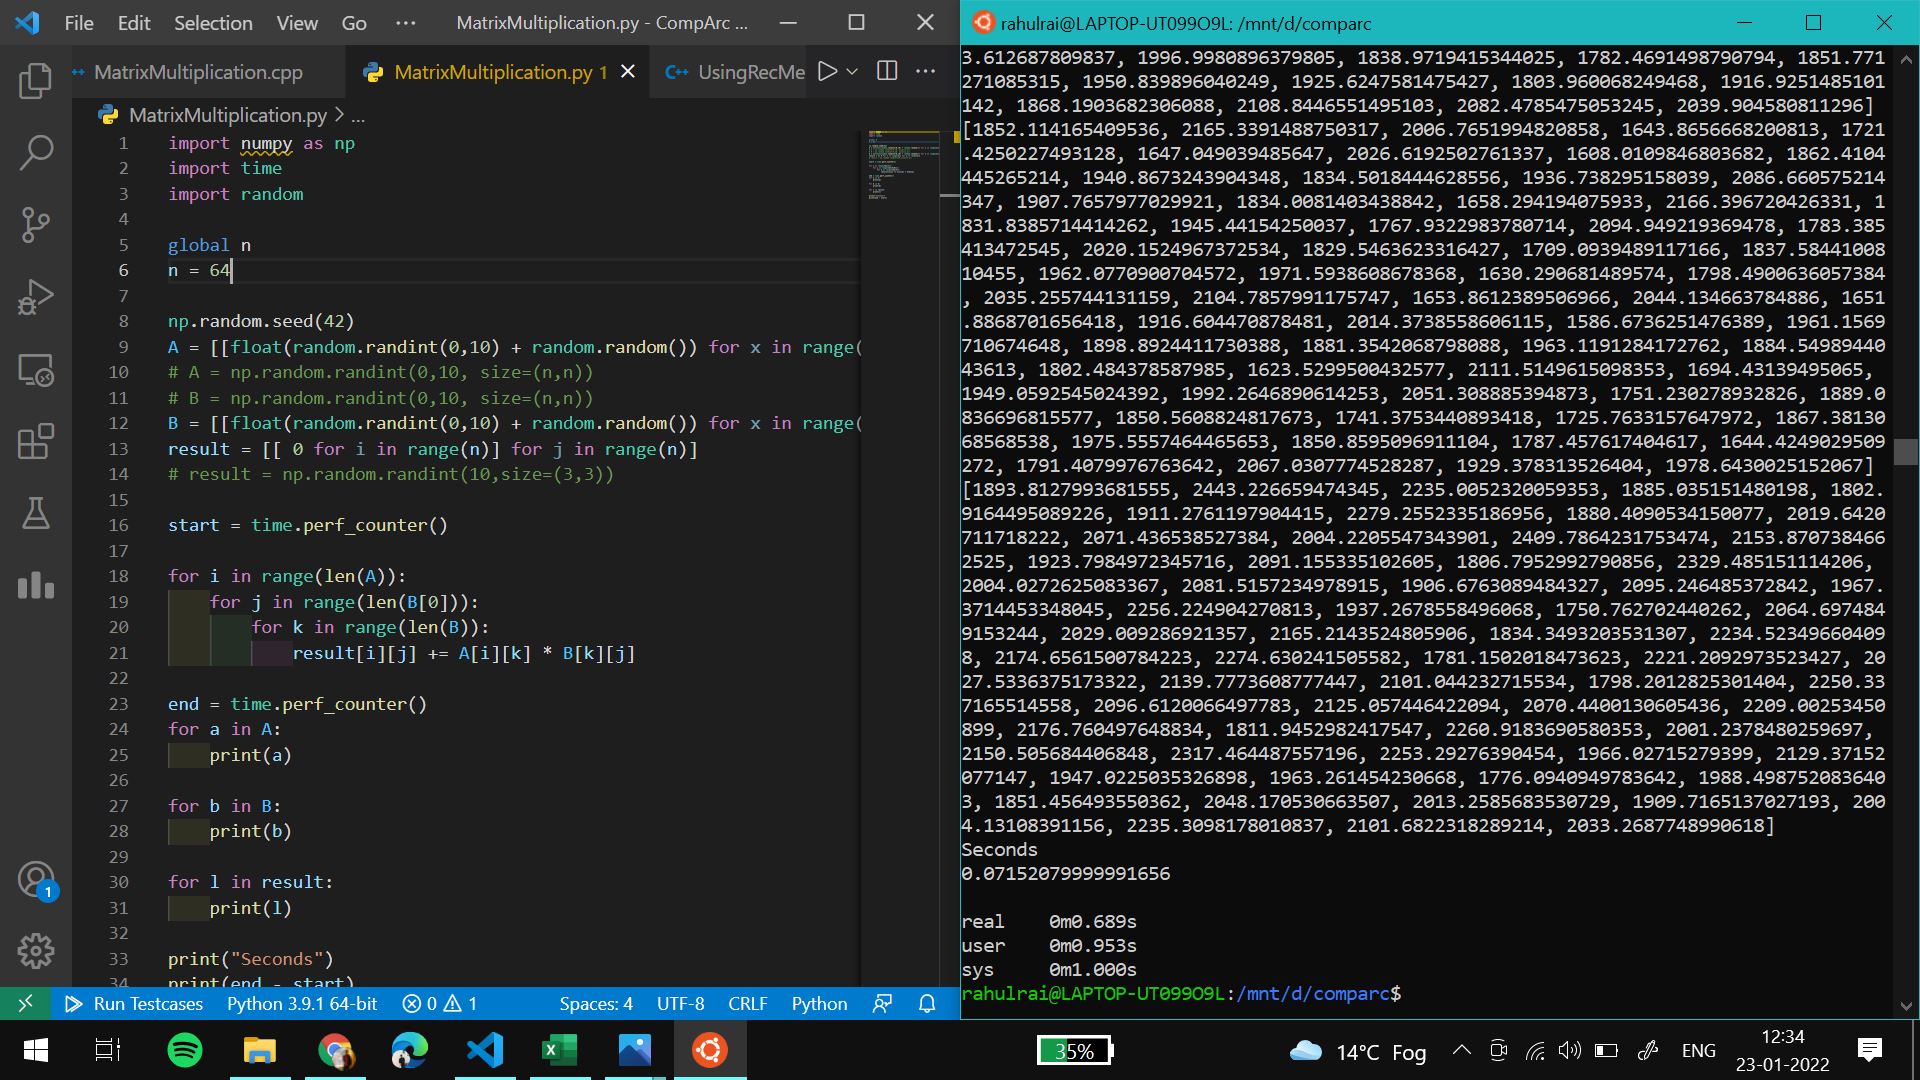 File Edit Selection View Go ··· MatrixMultiplication.py - CompArc ...
MatrixMultiplication.cpp MatrixMultiplication.py 1 UsingRecMe
MatrixMultiplication.py > ...
1 import numpy as np
2 import time
3 import random
4
5 global n
6 n = 64
7
8 np.random.seed(42)
9 A = [[float(random.randint(0,10) + random.random()) for x in range(
10 # A = np.random.randint(0,10, size=(n,n))
11 # B = np.random.randint(0,10, size=(n,n))
12 B = [[float(random.randint(0,10) + random.random()) for x in range(
13 result = [[ 0 for i in range(n)] for j in range(n)]
14 # result = np.random.randint(10,size=(3,3))
15
16 start = time.perf_counter()
17
18 for i in range(len(A)):
19 for j in range(len(B[0])):
20 for k in range(len(B)):
21 result[i][j] += A[i][k] * B[k][j]
22
23 end = time.perf_counter()
24 for a in A:
25 print(a)
26
27 for b in B:
28 print(b)
29
30 for l in result:
31 print(l)
32
33 print("Seconds")
34 print(end - start)
1
Run Testcases Python 3.9.1 64-bit 0 1 Spaces: 4 UTF-8 CRLF Python
rahulrai@LAPTOP-UT099O9L: /mnt/d/comparc
3.612687809837, 1996.9980896379805, 1838.9719415344025, 1782.4691498790794, 1851.771
271085315, 1950.839896040249, 1925.6247581475427, 1803.960068249468, 1916.9251485101
142, 1868.1903682306088, 2108.8446551495103, 2082.4785475053245, 2039.904580811296]
[1852.114165409536, 2165.3391488750317, 2006.7651994820858, 1643.8656668200813, 1721
.4250227493128, 1647.049039485647, 2026.6192502761337, 1608.0109846803682, 1862.4104
445265214, 1940.8673243904348, 1834.5018444628556, 1936.738295158039, 2086.660575214
347, 1907.7657977029921, 1834.0081403438842, 1658.294194075933, 2166.396720426331, 1
831.8385714414262, 1945.44154250037, 1767.9322983780714, 2094.949219369478, 1783.385
413472545, 2020.1524967372534, 1829.5463623316427, 1709.0939489117166, 1837.58441008
10455, 1962.0770900704572, 1971.5938608678368, 1630.290681489574, 1798.4900636057384
, 2035.255744131159, 2104.7857991175747, 1653.8612389506966, 2044.134663784886, 1651
.8868701656418, 1916.604470878481, 2014.3738558606115, 1586.6736251476389, 1961.1569
710674648, 1898.8924411730388, 1881.3542068798088, 1963.1191284172762, 1884.54989440
43613, 1802.484378587985, 1623.5299500432577, 2111.5149615098353, 1694.43139495065,
1949.0592545024392, 1992.2646890614253, 2051.308885394873, 1751.230278932826, 1889.0
836696815577, 1850.5608824817673, 1741.3753440893418, 1725.7633157647972, 1867.38130
68568538, 1975.5557464465653, 1850.8595096911104, 1787.457617404617, 1644.4249029509
272, 1791.4079976763642, 2067.0307774528287, 1929.378313526404, 1978.6430025152067]
[1893.8127993681555, 2443.226659474345, 2235.0052320059353, 1885.035151480198, 1802.
9164495089226, 1911.2761197904415, 2279.2552335186956, 1880.4090534150077, 2019.6420
711718222, 2071.436538527384, 2004.2205547343901, 2409.7864231753474, 2153.870738466
2525, 1923.7984972345716, 2091.155335102605, 1806.7952992790856, 2329.485151114206,
2004.0272625083367, 2081.5157234978915, 1906.6763089484327, 2095.246485372842, 1967.
3714453348045, 2256.224904270813, 1937.2678558496068, 1750.762702440262, 2064.697484
9153244, 2029.009286921357, 2165.2143524805906, 1834.3493203531307, 2234.52349660409
8, 2174.6561500784223, 2274.630241505582, 1781.1502018473623, 2221.2092973523427, 20
27.5336375173322, 2139.7773608777447, 2101.044232715534, 1798.2012825301404, 2250.33
7165514558, 2096.6120066497783, 2125.057446422094, 2070.4400130605436, 2209.00253450
899, 2176.760497648834, 1811.9452982417547, 2260.9183690580353, 2001.2378480259697,
2150.505684406848, 2317.464487557196, 2253.29276390454, 1966.02715279399, 2129.37152
077147, 1947.0225035326898, 1963.261454230668, 1776.0940949783642, 1988.498752083640
3, 1851.456493550362, 2048.170530663507, 2013.2585683530729, 1909.7165137027193, 200
4.13108391156, 2235.3098178010837, 2101.6822318289214, 2033.2687748990618]
Seconds
0.07152079999991656
real 0m0.689s
user 0m0.953s
sys 0m1.000s
rahulrai@LAPTOP-UT099O9L:/mnt/d/comparc$
35% 14°C Fog ENG 12:34
23-01-2022